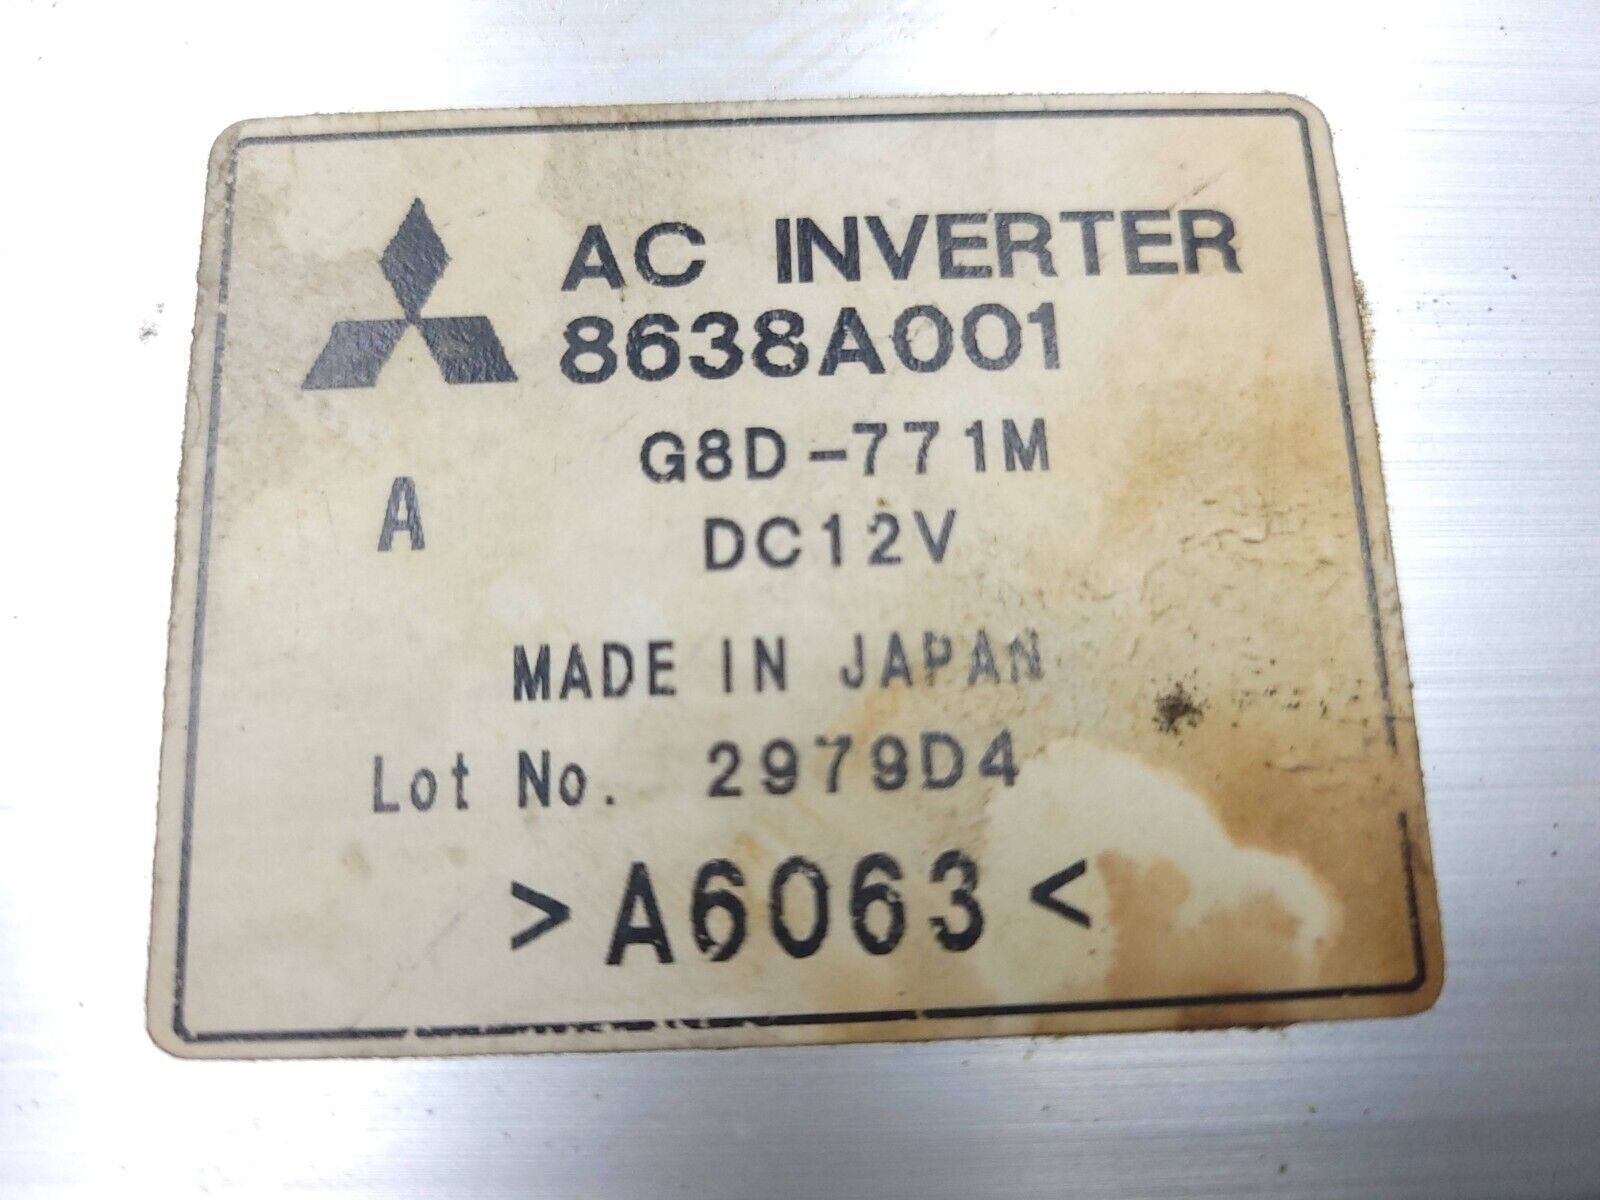 AC INVERTER
8638A001
G8D-771M
A
DC12V
MADE IN JAPAN
Lot No. 2979D4
>A6063<